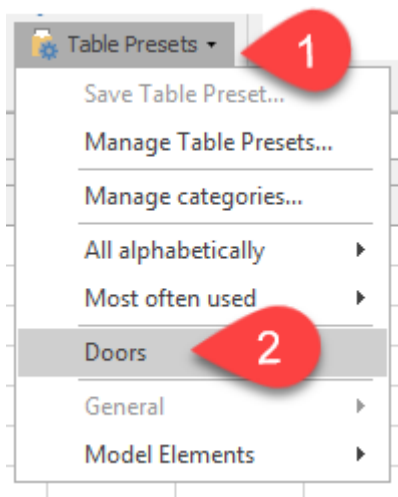 Table Presets
1
Save Table Preset...
Manage Table Presets...
Manage categories...
All alphabetically
Most often used
Doors
2
General
Model Elements